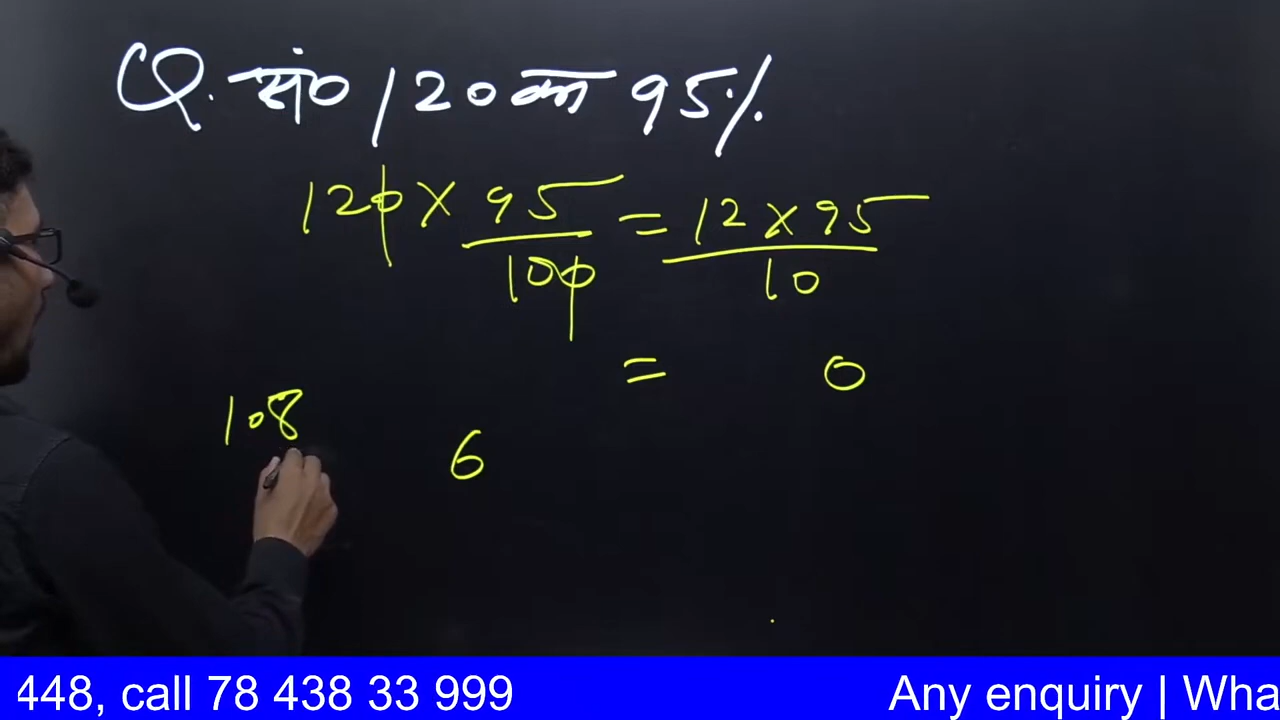 Q. सं० 120 का 95%
120 × 95/100 = 12 × 95/10
= 0
108 6
448, call 78 438 33 999 Any enquiry | Wha